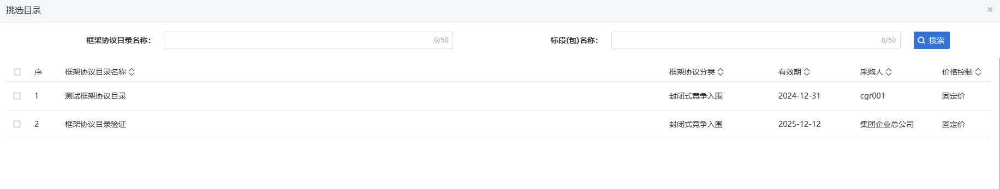 挑选目录 ×
框架协议目录名称: 0/50 标段(包)名称: 0/50 搜索
序 框架协议目录名称 框架协议分类 有效期 采购人 价格控制
1 测试框架协议目录 封闭式竞争入围 2024-12-31 cgr001 固定价
2 框架协议目录验证 封闭式竞争入围 2025-12-12 集团企业总公司 固定价